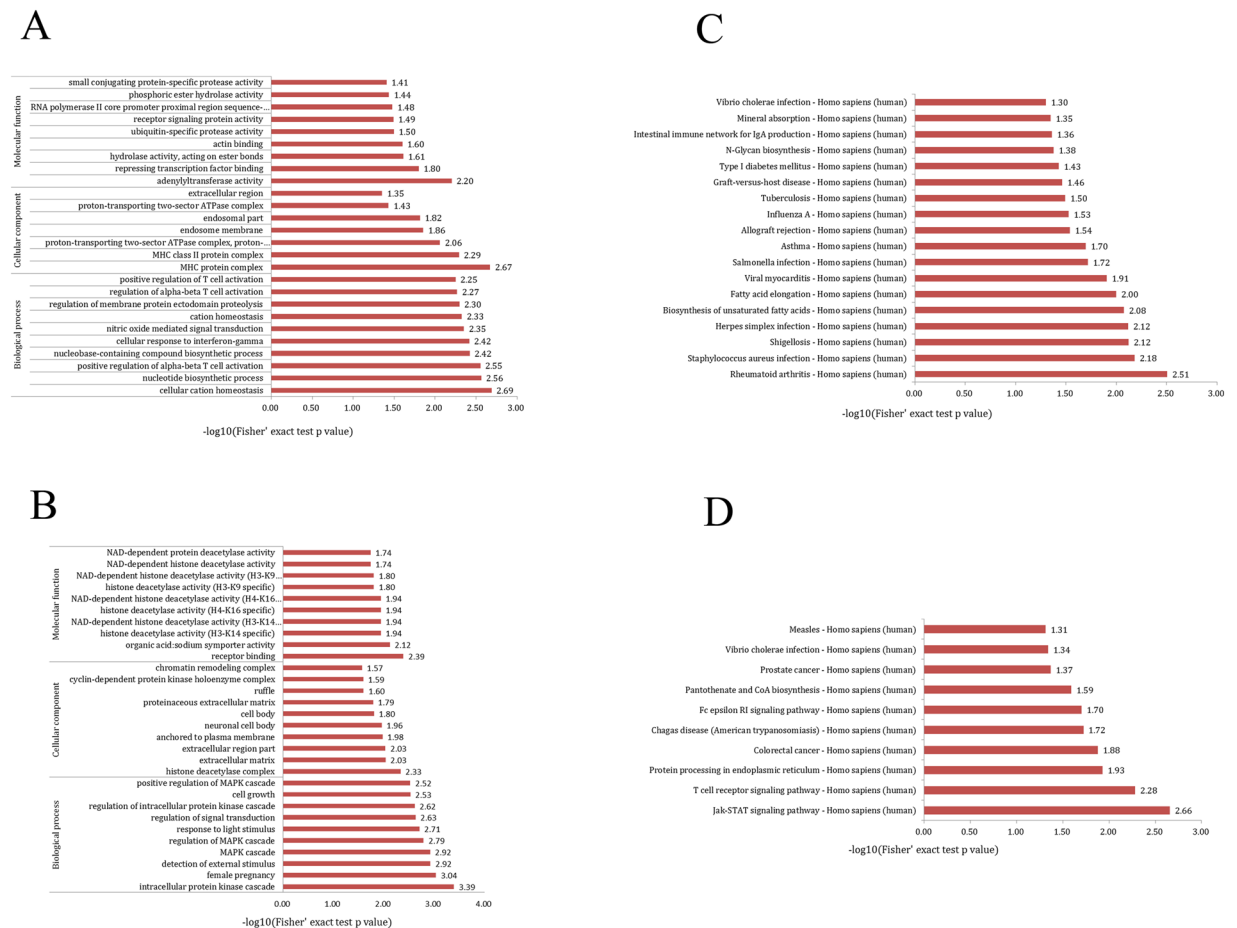 A
Molecular function
small conjugating protein-specific protease activity 1.41
phosphoric ester hydrolase activity 1.44
RNA polymerase II core promoter proximal region sequence-... 1.48
receptor signaling protein activity 1.49
ubiquitin-specific protease activity 1.50
actin binding 1.60
hydrolase activity, acting on ester bonds 1.61
repressing transcription factor binding 1.80
adenylyltransferase activity 2.20
Cellular component
extracellular region 1.35
proton-transporting two-sector ATPase complex 1.43
endosomal part 1.82
endosome membrane 1.86
proton-transporting two-sector ATPase complex, proton-... 2.06
MHC class II protein complex 2.29
MHC protein complex 2.67
Biological process
positive regulation of T cell activation 2.25
regulation of alpha-beta T cell activation 2.27
regulation of membrane protein ectodomain proteolysis 2.30
cation homeostasis 2.33
nitric oxide mediated signal transduction 2.35
cellular response to interferon-gamma 2.42
nucleobase-containing compound biosynthetic process 2.42
positive regulation of alpha-beta T cell activation 2.55
nucleotide biosynthetic process 2.56
cellular cation homeostasis 2.69
0.00 0.50 1.00 1.50 2.00 2.50 3.00
-log10(Fisher' exact test p value)
C
Vibrio cholerae infection - Homo sapiens (human) 1.30
Mineral absorption - Homo sapiens (human) 1.35
Intestinal immune network for IgA production - Homo sapiens (human) 1.36
N-Glycan biosynthesis - Homo sapiens (human) 1.38
Type I diabetes mellitus - Homo sapiens (human) 1.43
Graft-versus-host disease - Homo sapiens (human) 1.46
Tuberculosis - Homo sapiens (human) 1.50
Influenza A - Homo sapiens (human) 1.53
Allograft rejection - Homo sapiens (human) 1.54
Asthma - Homo sapiens (human) 1.70
Salmonella infection - Homo sapiens (human) 1.72
Viral myocarditis - Homo sapiens (human) 1.91
Fatty acid elongation - Homo sapiens (human) 2.00
Biosynthesis of unsaturated fatty acids - Homo sapiens (human) 2.08
Herpes simplex infection - Homo sapiens (human) 2.12
Shigellosis - Homo sapiens (human) 2.12
Staphylococcus aureus infection - Homo sapiens (human) 2.18
Rheumatoid arthritis - Homo sapiens (human) 2.51
0.00 0.50 1.00 1.50 2.00 2.50 3.00
-log10(Fisher' exact test p value)
B
Molecular function
NAD-dependent protein deacetylase activity 1.74
NAD-dependent histone deacetylase activity 1.74
NAD-dependent histone deacetylase activity (H3-K9... 1.80
histone deacetylase activity (H3-K9 specific) 1.80
NAD-dependent histone deacetylase activity (H4-K16... 1.94
histone deacetylase activity (H4-K16 specific) 1.94
NAD-dependent histone deacetylase activity (H3-K14... 1.94
histone deacetylase activity (H3-K14 specific) 1.94
organic acid:sodium symporter activity 2.12
receptor binding 2.39
Cellular component
chromatin remodeling complex 1.57
cyclin-dependent protein kinase holoenzyme complex 1.59
ruffle 1.60
proteinaceous extracellular matrix 1.79
cell body 1.80
neuronal cell body 1.96
anchored to plasma membrane 1.98
extracellular region part 2.03
extracellular matrix 2.03
histone deacetylase complex 2.33
Biological process
positive regulation of MAPK cascade 2.52
cell growth 2.53
regulation of intracellular protein kinase cascade 2.62
regulation of signal transduction 2.63
response to light stimulus 2.71
regulation of MAPK cascade 2.79
MAPK cascade 2.92
detection of external stimulus 2.92
female pregnancy 3.04
intracellular protein kinase cascade 3.39
0.00 1.00 2.00 3.00 4.00
-log10(Fisher' exact test p value)
D
Measles - Homo sapiens (human) 1.31
Vibrio cholerae infection - Homo sapiens (human) 1.34
Prostate cancer - Homo sapiens (human) 1.37
Pantothenate and CoA biosynthesis - Homo sapiens (human) 1.59
Fc epsilon RI signaling pathway - Homo sapiens (human) 1.70
Chagas disease (American trypanosomiasis) - Homo sapiens (human) 1.72
Colorectal cancer - Homo sapiens (human) 1.88
Protein processing in endoplasmic reticulum - Homo sapiens (human) 1.93
T cell receptor signaling pathway - Homo sapiens (human) 2.28
Jak-STAT signaling pathway - Homo sapiens (human) 2.66
0.00 0.50 1.00 1.50 2.00 2.50 3.00
-log10(Fisher' exact test p value)